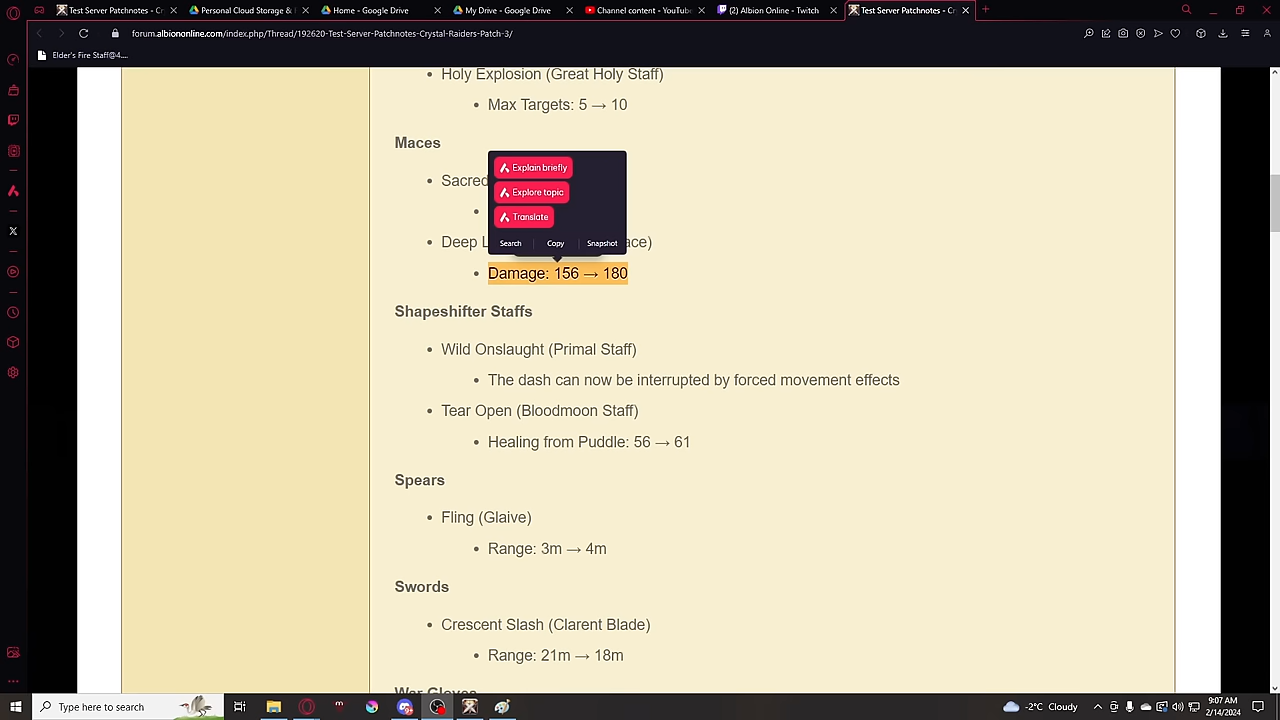 Test Server Patchnotes - C
Personal Cloud Storage &
Home - Google Drive
My Drive - Google Drive
Channel content - YouTub
(2) Albion Online - Twitch
Test Server Patchnotes - Cr
forum.albiononline.com/index.php/Thread/192620-Test-Server-Patchnotes-Crystal-Raiders-Patch-3/
Elder's Fire Staff@4....
Holy Explosion (Great Holy Staff)
Max Targets: 5 → 10
Maces
Explain briefly
Sacred
Explore topic
Translate
Deep L
Search
Copy
Snapshot
ace)
Damage: 156 → 180
Shapeshifter Staffs
Wild Onslaught (Primal Staff)
The dash can now be interrupted by forced movement effects
Tear Open (Bloodmoon Staff)
Healing from Puddle: 56 → 61
Spears
Fling (Glaive)
Range: 3m → 4m
Swords
Crescent Slash (Clarent Blade)
Range: 21m → 18m
War Gloves
Type here to search
-2°C Cloudy
9:07 AM
2/14/2024